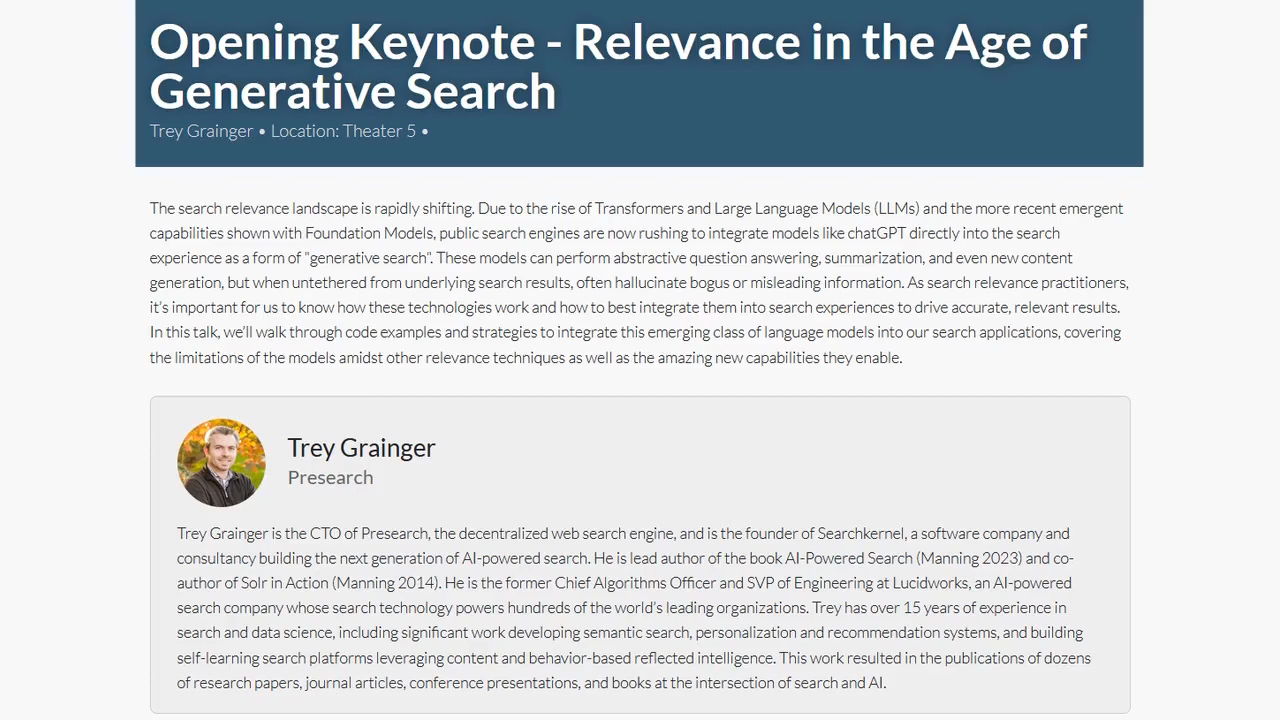 Opening Keynote - Relevance in the Age of
Generative Search
Trey Grainger • Location: Theater 5 •
The search relevance landscape is rapidly shifting. Due to the rise of Transformers and Large Language Models (LLMs) and the more recent emergent
capabilities shown with Foundation Models, public search engines are now rushing to integrate models like chatGPT directly into the search
experience as a form of "generative search". These models can perform abstractive question answering, summarization, and even new content
generation, but when untethered from underlying search results, often hallucinate bogus or misleading information. As search relevance practitioners,
it's important for us to know how these technologies work and how to best integrate them into search experiences to drive accurate, relevant results.
In this talk, we'll walk through code examples and strategies to integrate this emerging class of language models into our search applications, covering
the limitations of the models amidst other relevance techniques as well as the amazing new capabilities they enable.
Trey Grainger
Presearch
Trey Grainger is the CTO of Presearch, the decentralized web search engine, and is the founder of Searchkernel, a software company and
consultancy building the next generation of AI-powered search. He is lead author of the book AI-Powered Search (Manning 2023) and co-
author of Solr in Action (Manning 2014). He is the former Chief Algorithms Officer and SVP of Engineering at Lucidworks, an AI-powered
search company whose search technology powers hundreds of the world's leading organizations. Trey has over 15 years of experience in
search and data science, including significant work developing semantic search, personalization and recommendation systems, and building
self-learning search platforms leveraging content and behavior-based reflected intelligence. This work resulted in the publications of dozens
of research papers, journal articles, conference presentations, and books at the intersection of search and AI.